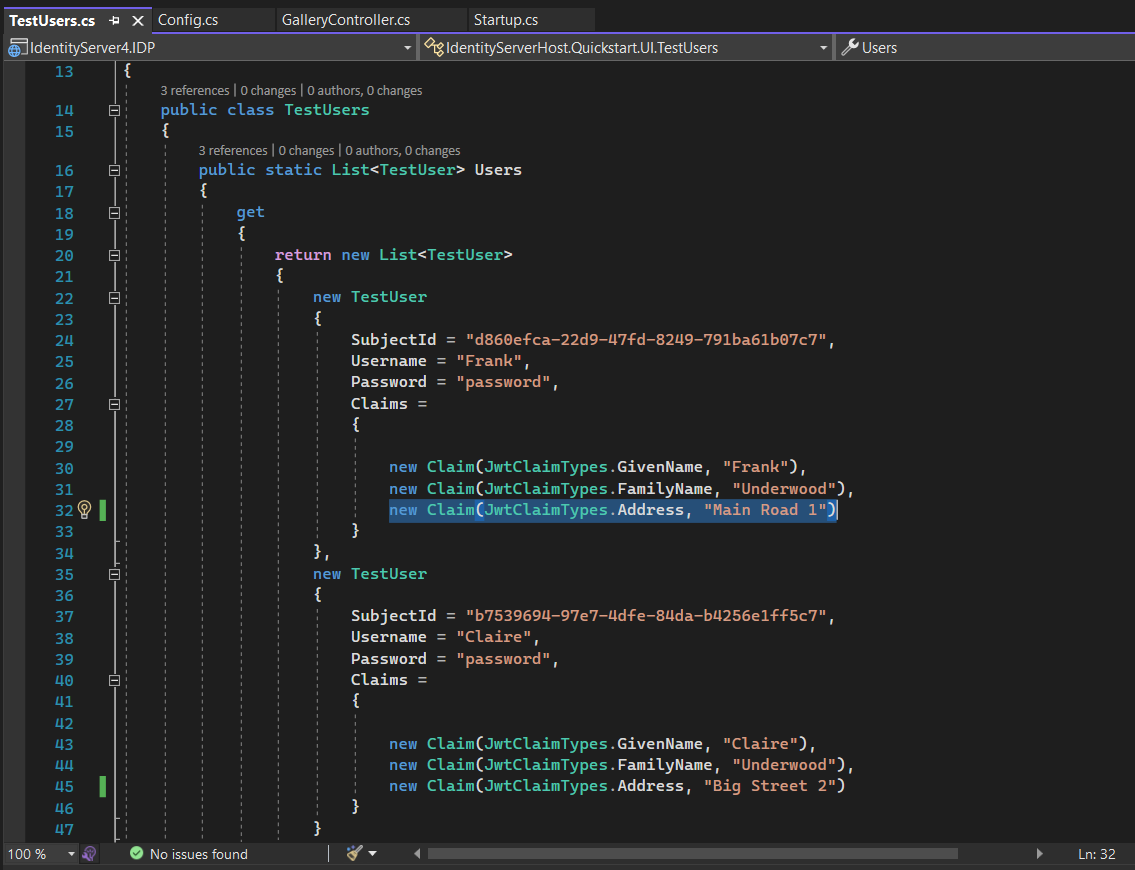 TestUsers.cs Config.cs GalleryController.cs Startup.cs
IdentityServer4.IDP IdentityServerHost.Quickstart.UI.TestUsers Users
13 {
3 references | 0 changes | 0 authors, 0 changes
14 public class TestUsers
15 {
3 references | 0 changes | 0 authors, 0 changes
16 public static List<TestUser> Users
17 {
18 get
19 {
20 return new List<TestUser>
21 {
22 new TestUser
23 {
24 SubjectId = "d860efca-22d9-47fd-8249-791ba61b07c7",
25 Username = "Frank",
26 Password = "password",
27 Claims =
28 {
29
30 new Claim(JwtClaimTypes.GivenName, "Frank"),
31 new Claim(JwtClaimTypes.FamilyName, "Underwood"),
32 new Claim(JwtClaimTypes.Address, "Main Road 1")
33 }
34 },
35 new TestUser
36 {
37 SubjectId = "b7539694-97e7-4dfe-84da-b4256e1ff5c7",
38 Username = "Claire",
39 Password = "password",
40 Claims =
41 {
42
43 new Claim(JwtClaimTypes.GivenName, "Claire"),
44 new Claim(JwtClaimTypes.FamilyName, "Underwood"),
45 new Claim(JwtClaimTypes.Address, "Big Street 2")
46 }
47 }
100 % No issues found Ln: 32